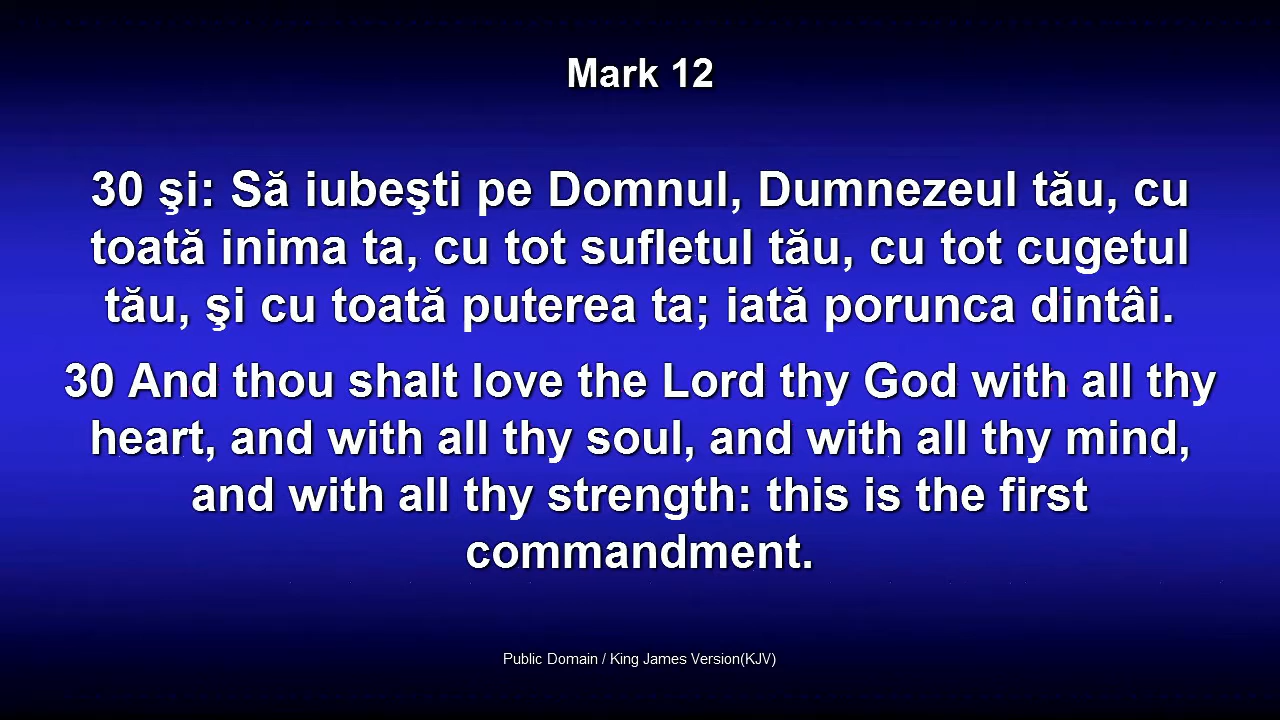 Mark 12
30 şi: Să iubeşti pe Domnul, Dumnezeul tău, cu
toată inima ta, cu tot sufletul tău, cu tot cugetul
tău, şi cu toată puterea ta; iată porunca dintâi.
30 And thou shalt love the Lord thy God with all thy
heart, and with all thy soul, and with all thy mind,
and with all thy strength: this is the first
commandment.
Public Domain / King James Version(KJV)